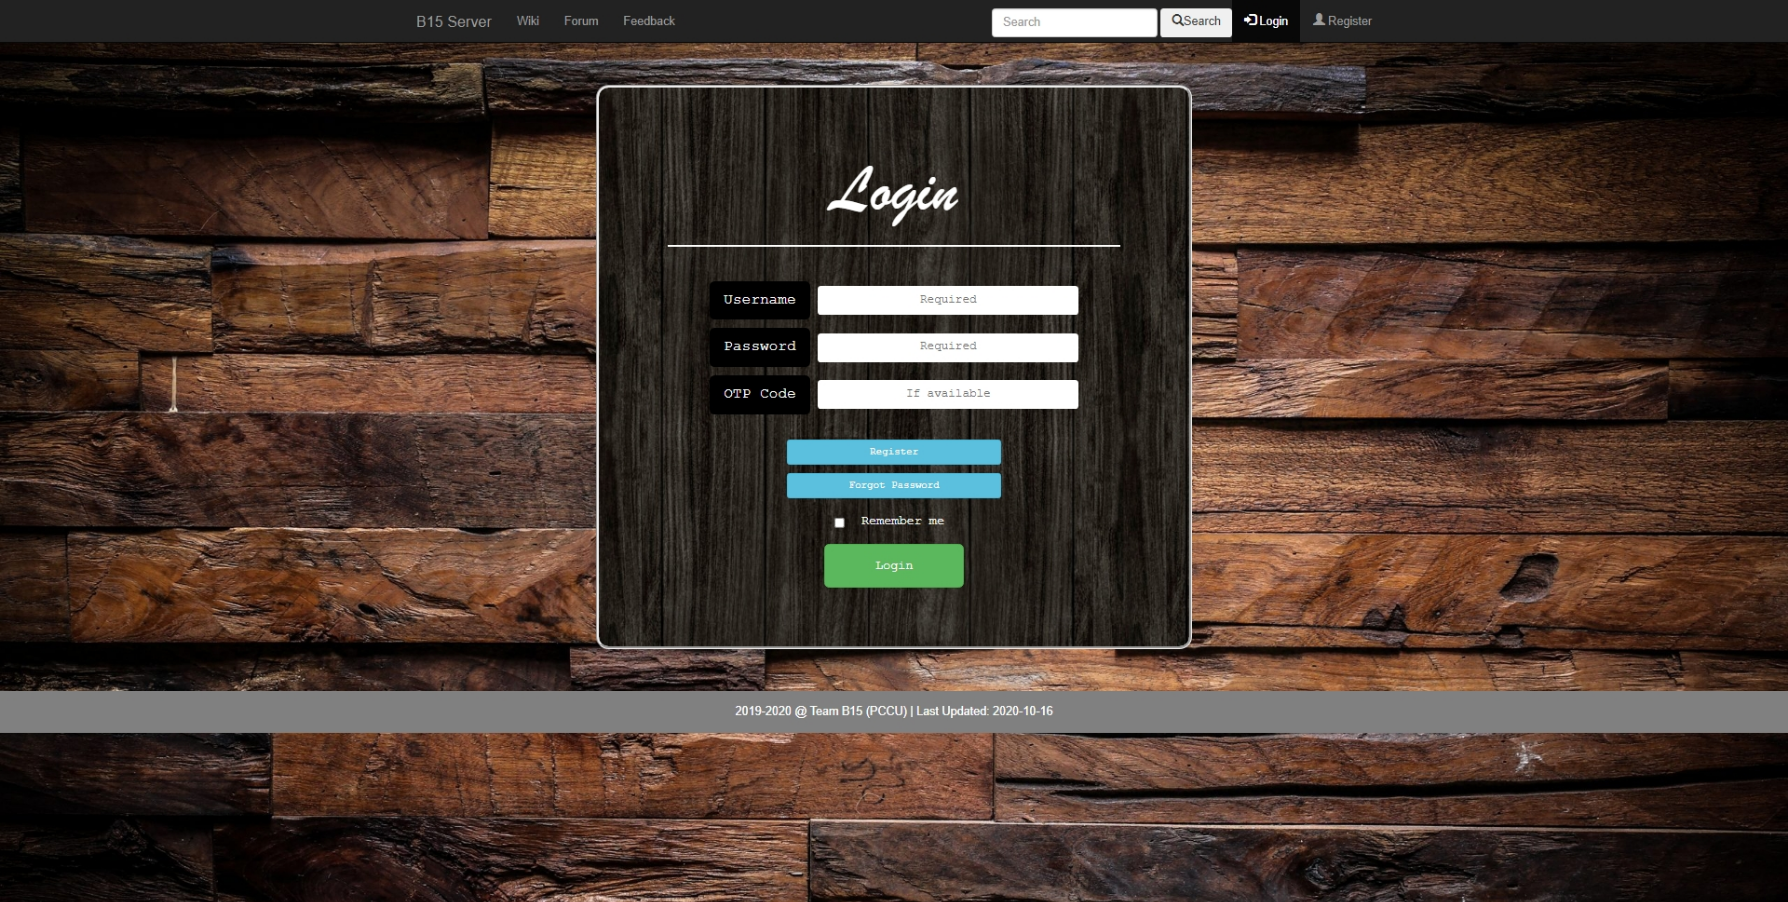 B15 Server Wiki Forum Feedback Search Search Login Register
Login
Username Required
Password Required
OTP Code If available
Register
Forgot Password
Remember me
Login
2019-2020 @ Team B15 (PCCU) | Last Updated: 2020-10-16